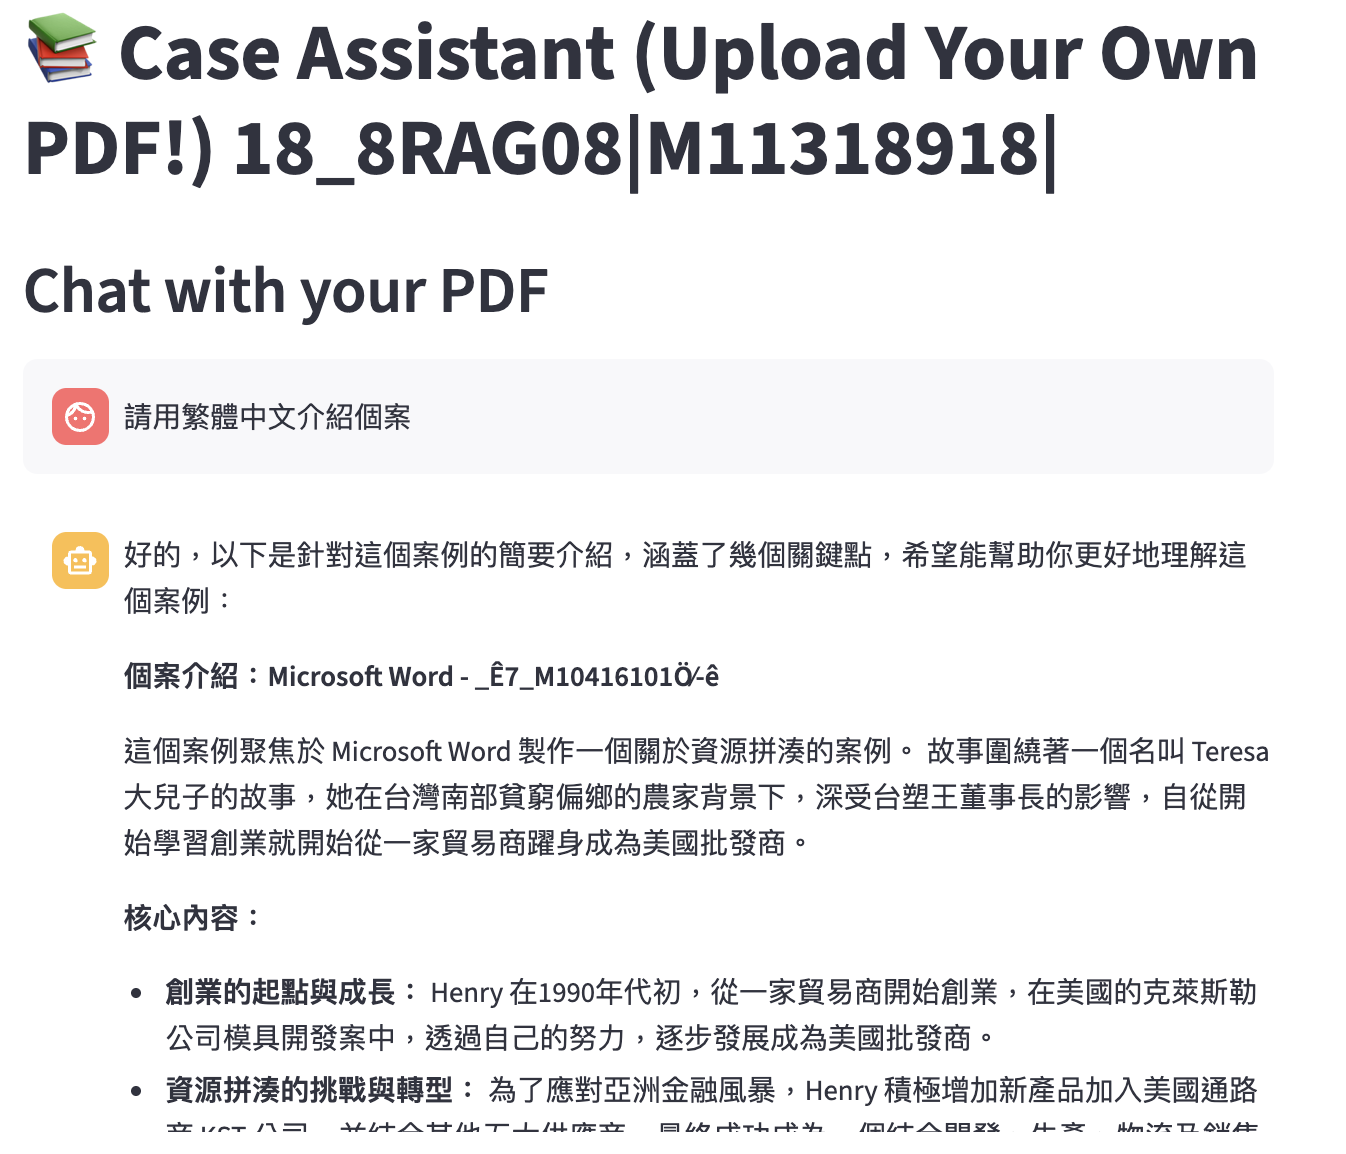 Case Assistant (Upload Your Own
PDF!) 18_8RAG08|M11318918|
Chat with your PDF
請用繁體中文介紹個案
好的，以下是針對這個案例的簡要介紹，涵蓋了幾個關鍵點，希望能幫助你更好地理解這
個案例：
個案介紹：Microsoft Word - _Ê7_M10416101Ö⁄-ê
這個案例聚焦於 Microsoft Word 製作一個關於資源拼湊的案例。 故事圍繞著一個名叫 Teresa
大兒子的故事，她在台灣南部貧窮偏鄉的農家背景下，深受台塑王董事長的影響，自從開
始學習創業就開始從一家貿易商躍身成為美國批發商。
核心內容：
• 創業的起點與成長： Henry 在1990年代初，從一家貿易商開始創業，在美國的克萊斯勒
公司模具開發案中，透過自己的努力，逐步發展成為美國批發商。
• 資源拼湊的挑戰與轉型： 為了應對亞洲金融風暴，Henry 積極增加新產品加入美國通路